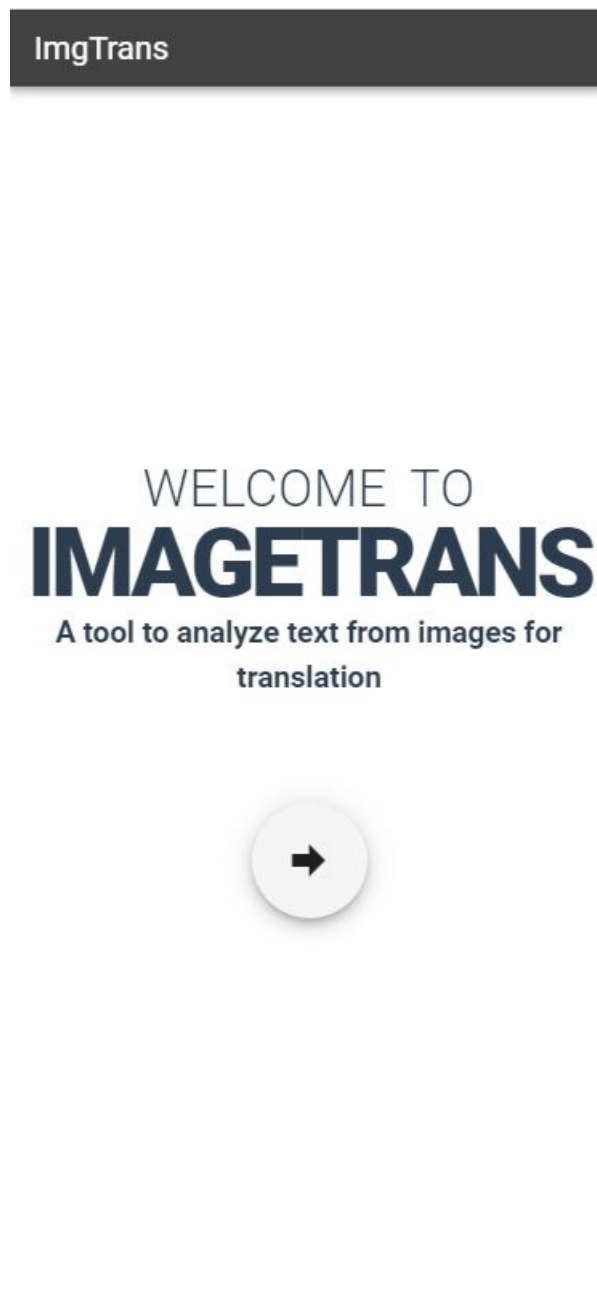 ImgTrans
WELCOME TO
IMAGETRANS
A tool to analyze text from images for
translation